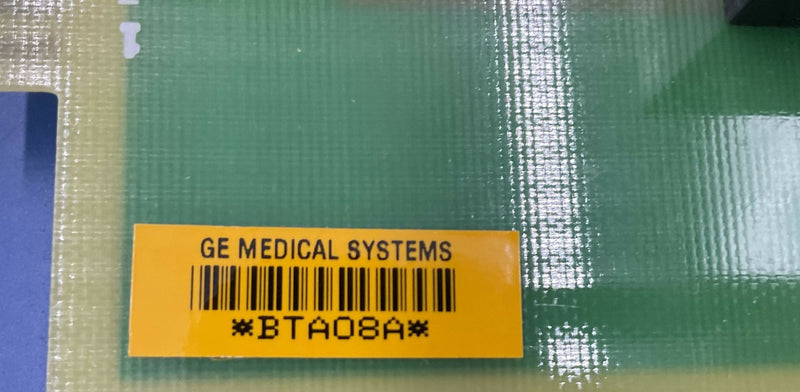 GE MEDICAL SYSTEMS
*BTA08A*